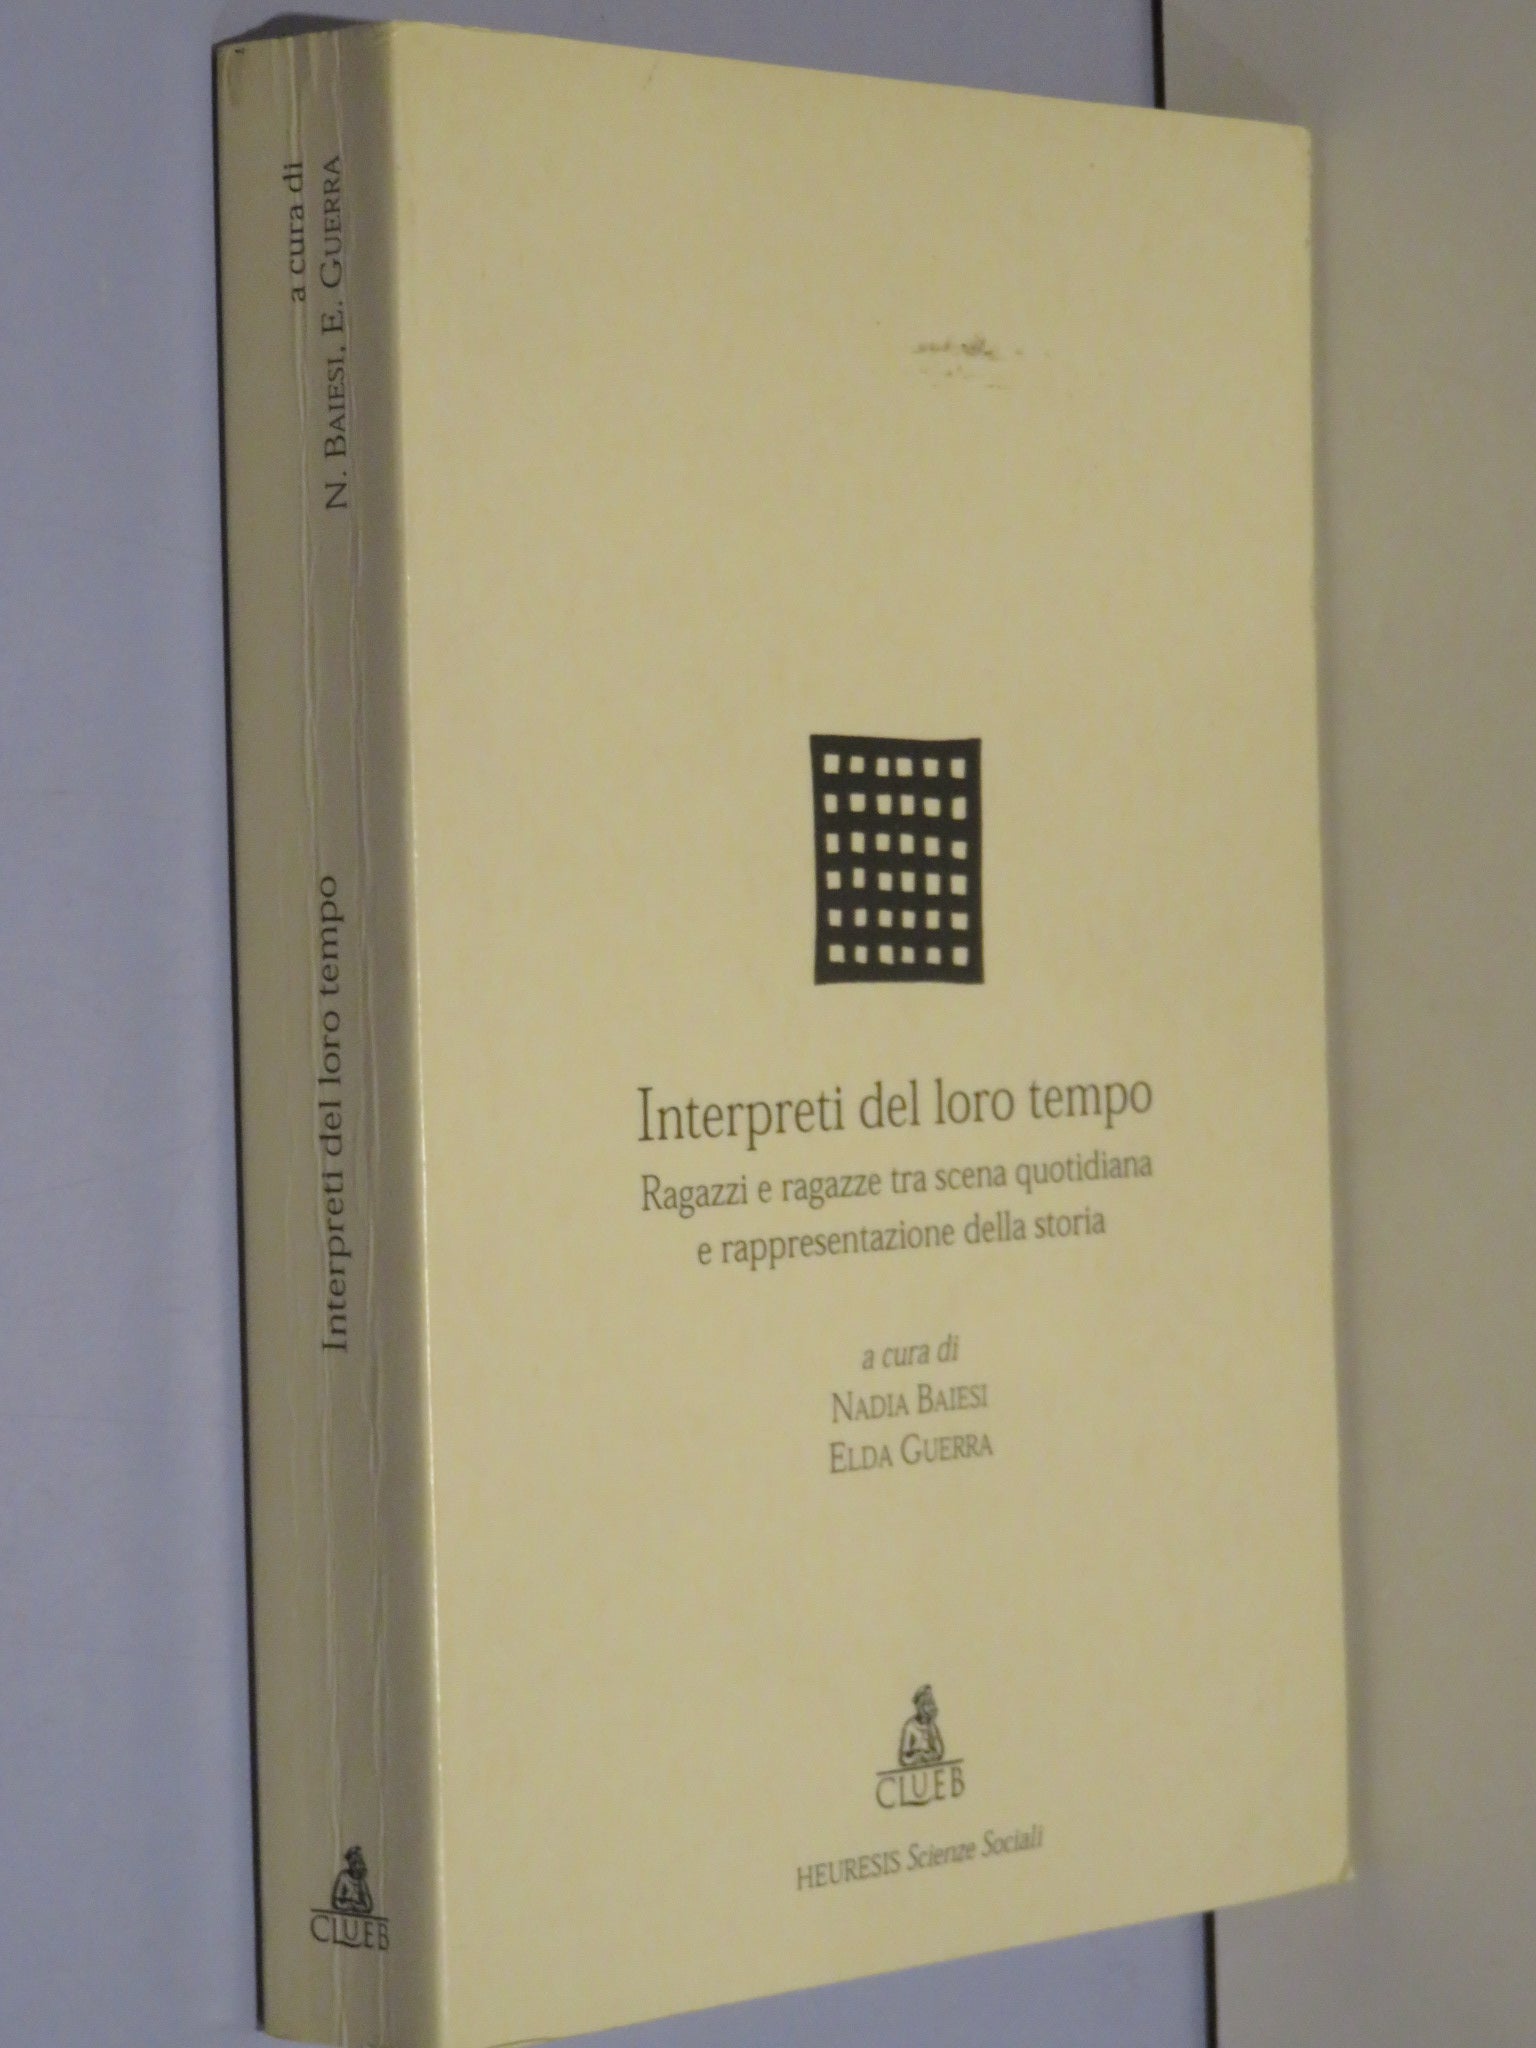 a cura di
N. BAIESI, E. GUERRA
Interpreti del loro tempo
CLUEB
Interpreti del loro tempo
Ragazzi e ragazze tra scena quotidiana
e rappresentazione della storia
a cura di
NADIA BAIESI
ELDA GUERRA
CLUEB
HEURESIS Scienze Sociali